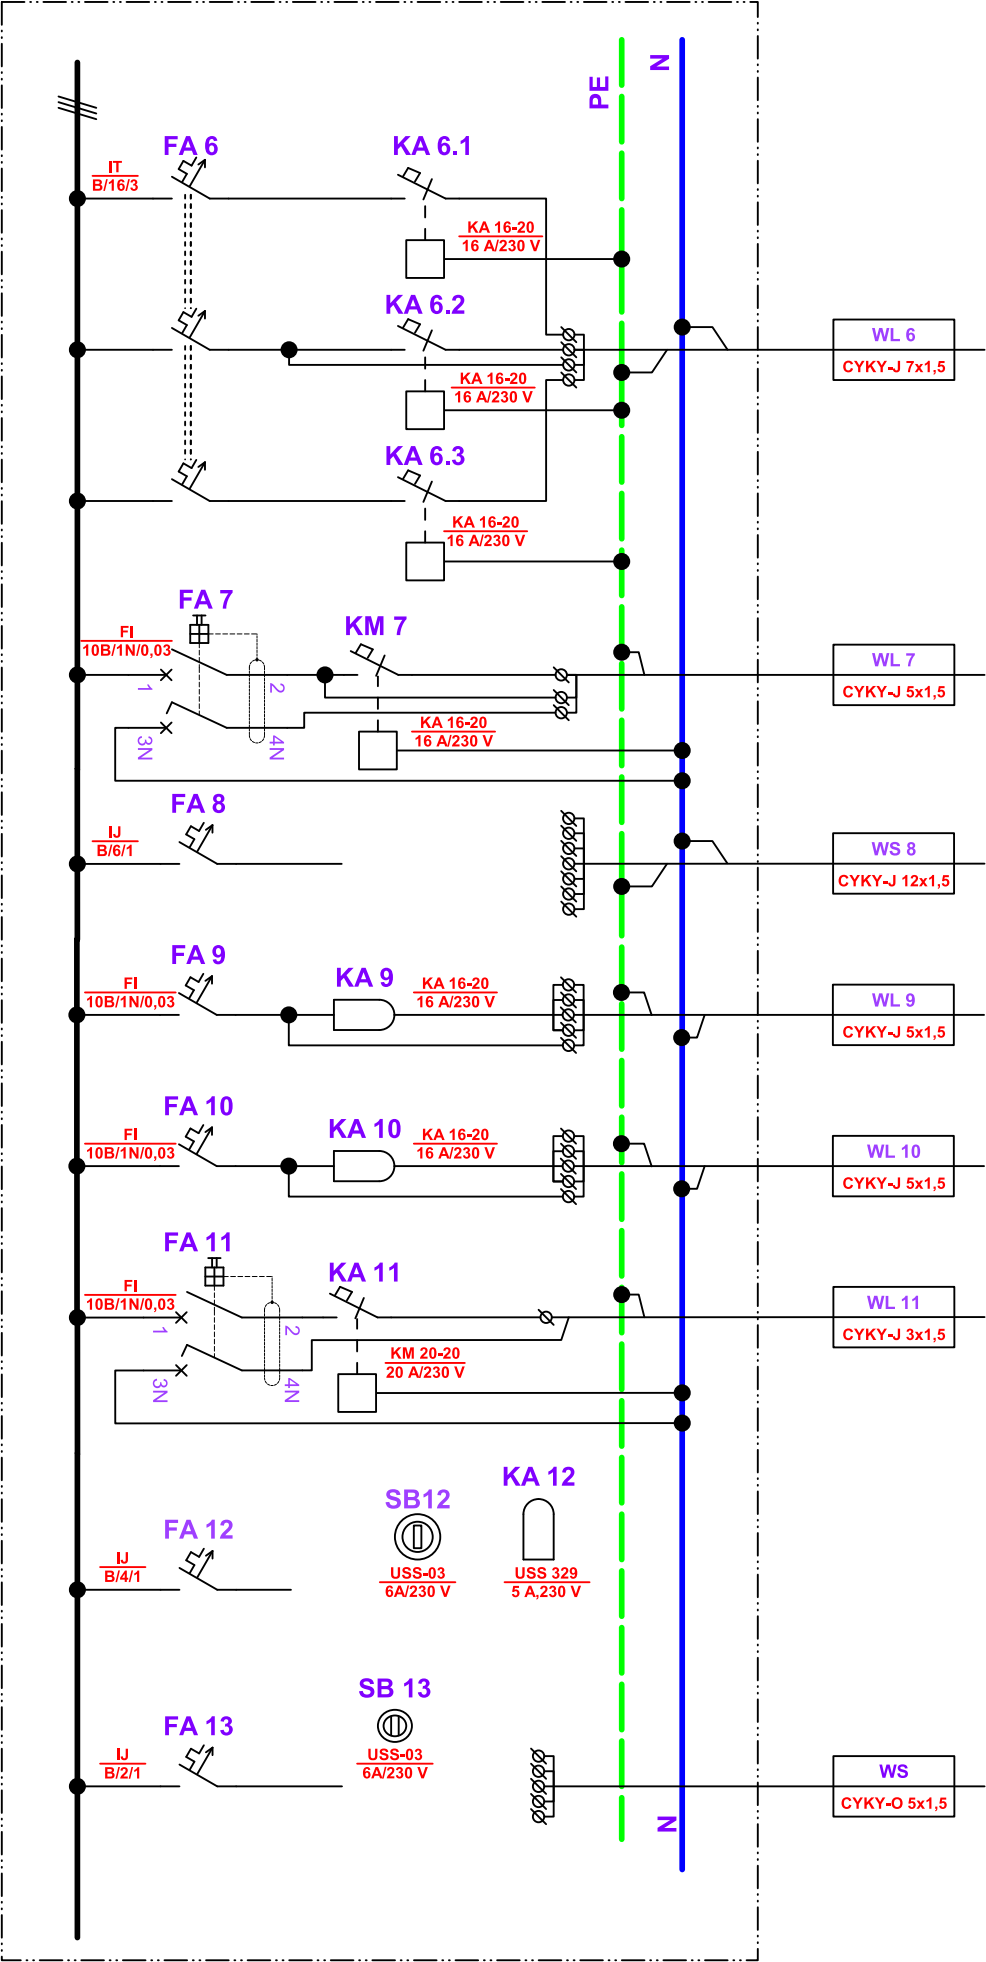 N
PE
FA 6
KA 6.1
IT
B/16/3
KA 16-20
16 A/230 V
KA 6.2
WL 6
CYKY-J 7x1,5
KA 16-20
16 A/230 V
KA 6.3
KA 16-20
16 A/230 V
FA 7
KM 7
FI
10B/1N/0,03
WL 7
CYKY-J 5x1,5
1
2
KA 16-20
16 A/230 V
3N
4N
FA 8
IJ
B/6/1
WS 8
CYKY-J 12x1,5
FA 9
KA 9
FI
10B/1N/0,03
KA 16-20
16 A/230 V
WL 9
CYKY-J 5x1,5
FA 10
KA 10
FI
10B/1N/0,03
KA 16-20
16 A/230 V
WL 10
CYKY-J 5x1,5
FA 11
KA 11
FI
10B/1N/0,03
WL 11
CYKY-J 3x1,5
1
2
KM 20-20
20 A/230 V
3N
4N
KA 12
SB12
FA 12
IJ
B/4/1
USS-03
6A/230 V
USS 329
5 A,230 V
SB 13
FA 13
IJ
B/2/1
USS-03
6A/230 V
WS
CYKY-O 5x1,5
N